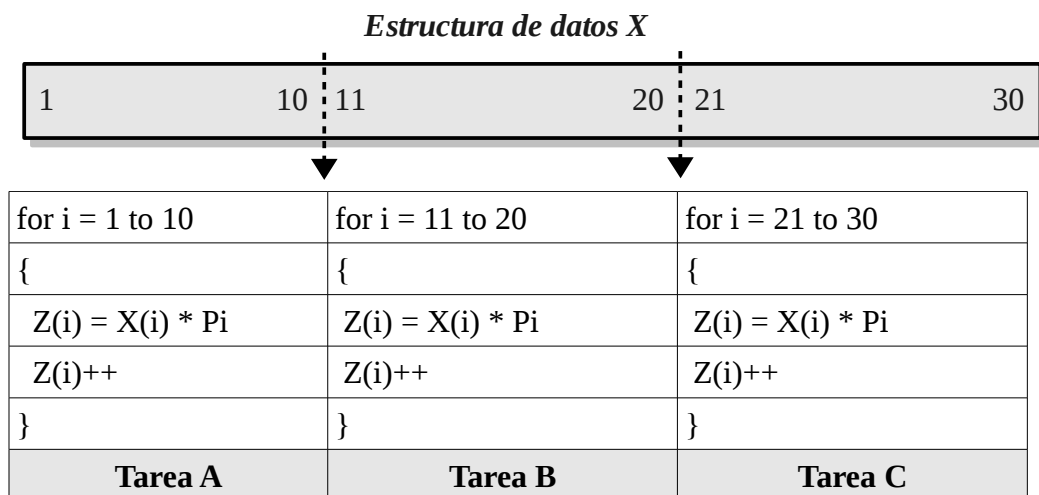 Estructura de datos X
1 10 11 20 21 30
for i = 1 to 10 for i = 11 to 20 for i = 21 to 30
{ { {
Z(i) = X(i) * Pi Z(i) = X(i) * Pi Z(i) = X(i) * Pi
Z(i)++ Z(i)++ Z(i)++
} } }
Tarea A Tarea B Tarea C